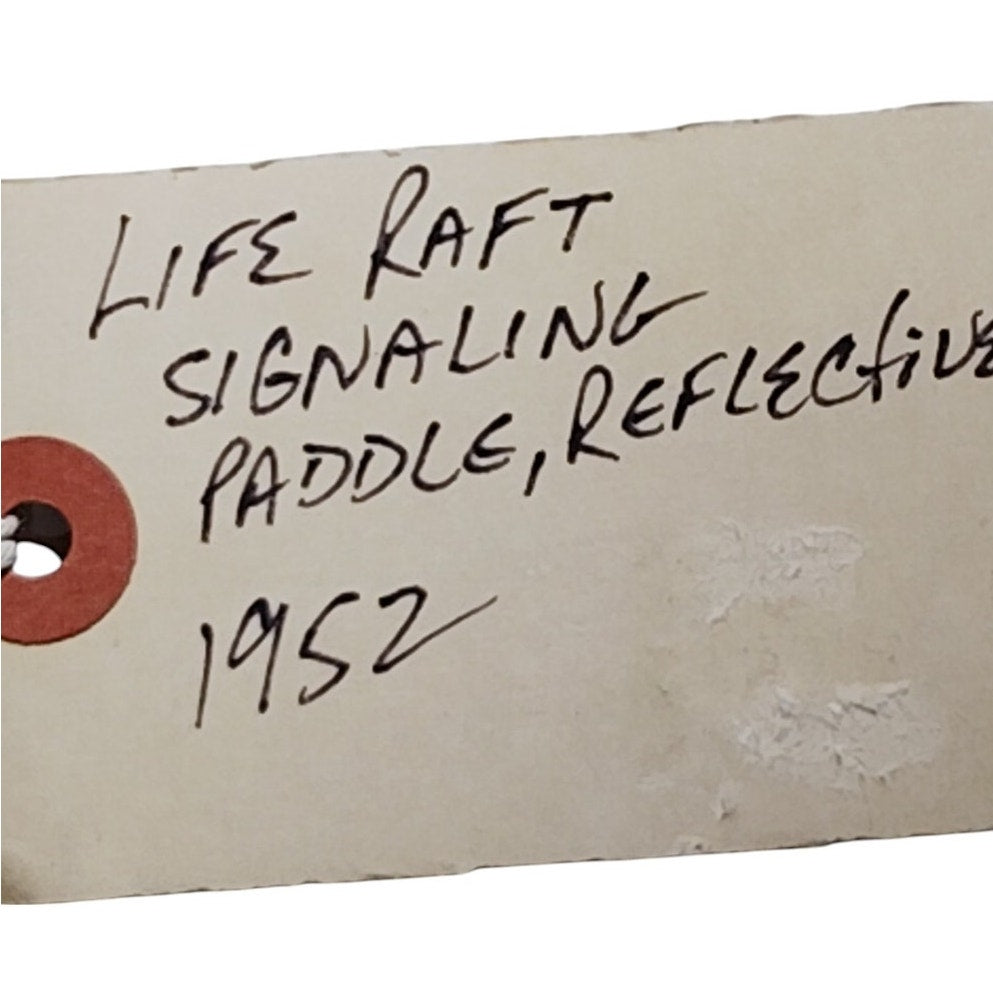 LIFE RAFT
SIGNALING
PADDLE, REFLECTIVE
1952